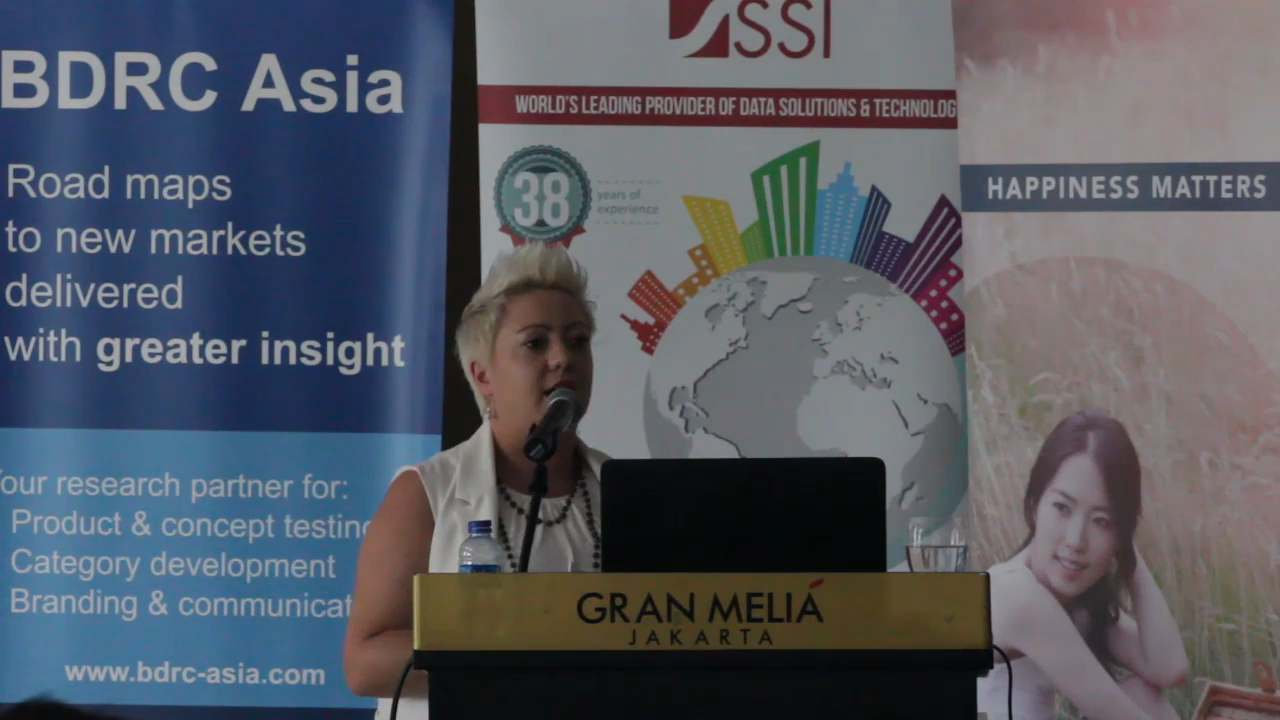 BDRC Asia
Road maps
to new markets
delivered
with greater insight
our research partner for:
Product & concept testing
Category development
Branding & communicat
www.bdrc-asia.com
SSI
WORLD'S LEADING PROVIDER OF DATA SOLUTIONS & TECHNOLOG
38
years of
experience
HAPPINESS MATTERS
GRAN MELIÁ
JAKARTA